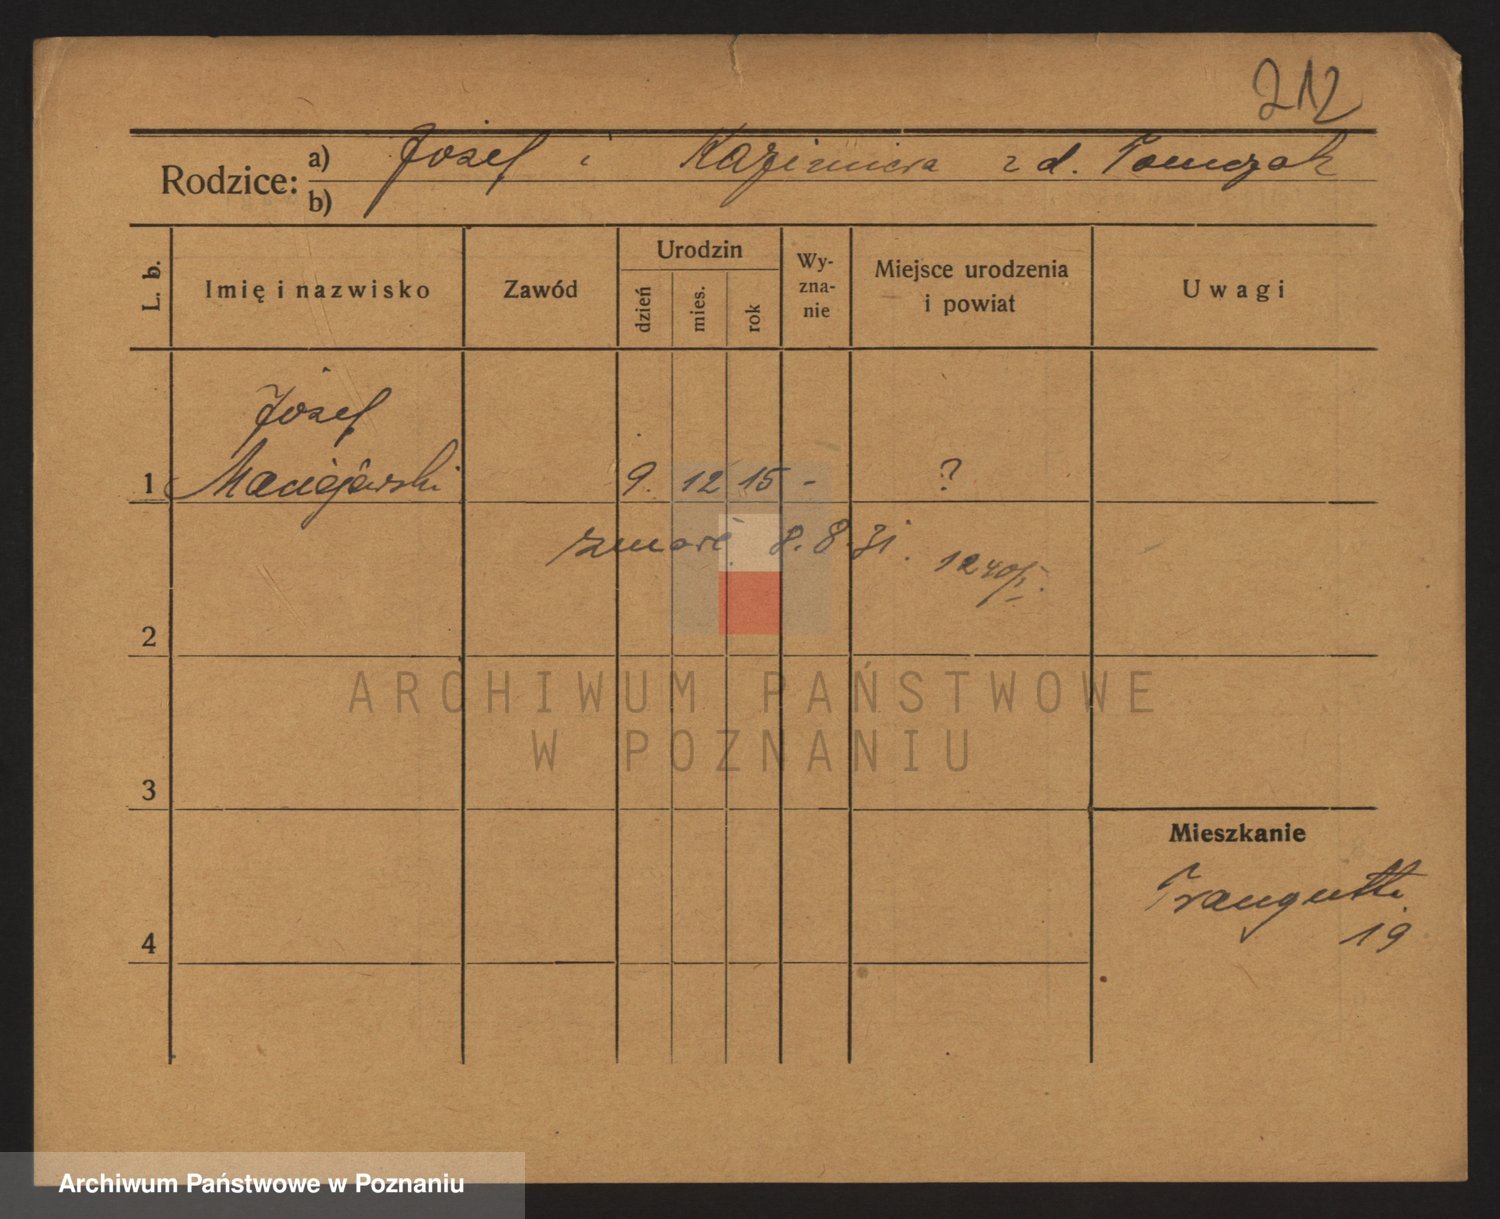 212
Rodzice: a) Józef i Kazimiera z d. Tomczak
b)
L. b.
Imię i nazwisko
Zawód
Urodzin
dzień
mies.
rok
Wy-
zna-
nie
Miejsce urodzenia
i powiat
Uwagi
Józef
1 Maciejewski 9. 12 15 - ?
zmarł 8. 8. 31. 1240/I.
2
ARCHIWUM PAŃSTWOWE
W POZNANIU
3
Mieszkanie
Traugutta
19
4
Archiwum Państwowe w Poznaniu